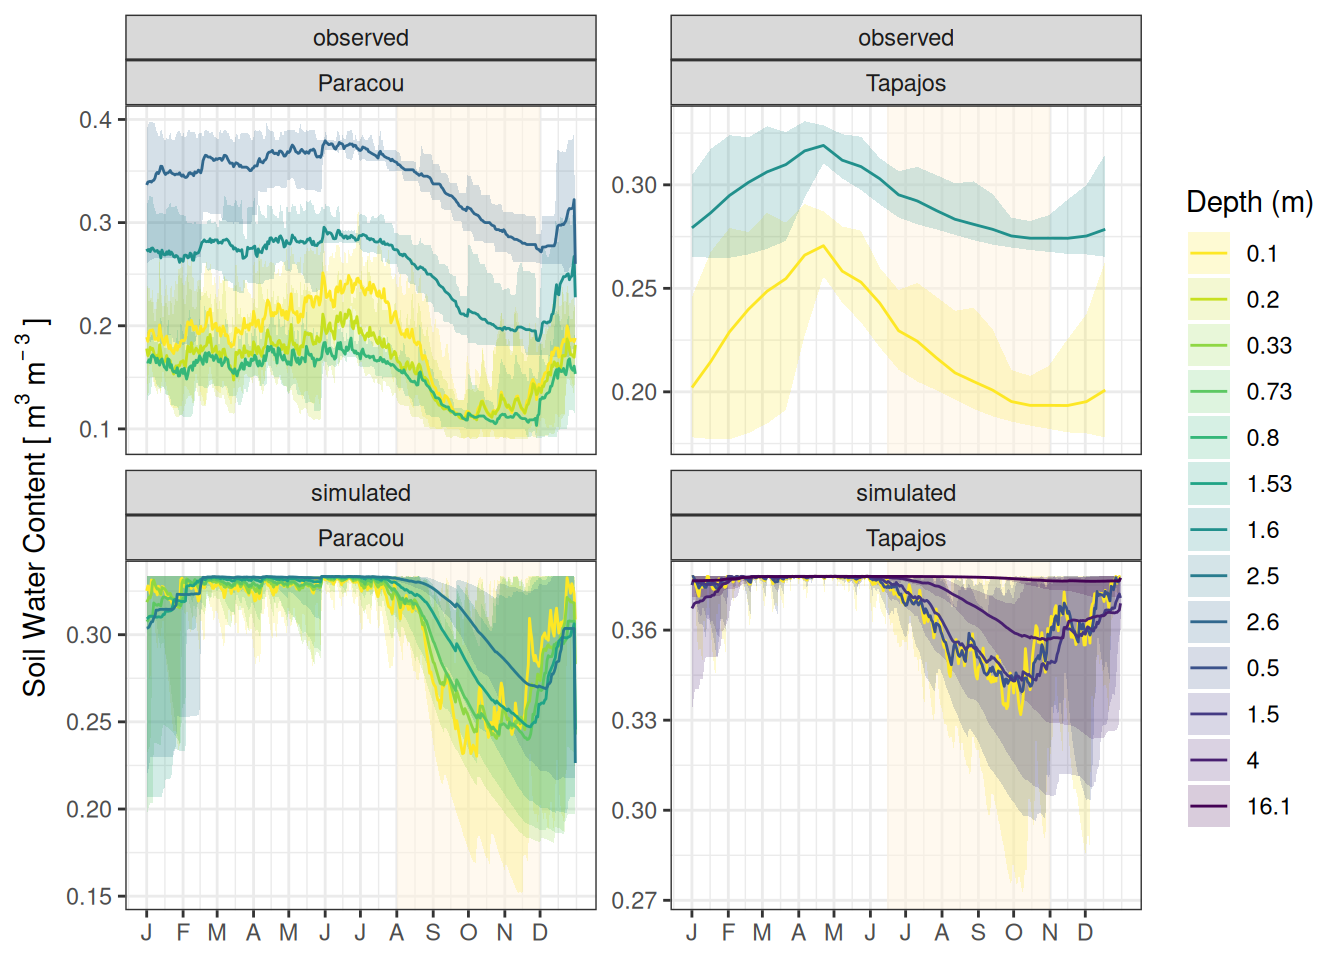 observed
observed
Paracou
Tapajos
0.4
0.3
0.2
0.1
0.30
0.25
0.20
simulated
simulated
Paracou
Tapajos
0.30
0.25
0.20
0.15
0.36
0.33
0.30
0.27
J F M A M J J A S O N D
J F M A M J J A S O N D
Soil Water Content [ m³ m⁻³ ]
Depth (m)
0.1
0.2
0.33
0.73
0.8
1.53
1.6
2.5
2.6
0.5
1.5
4
16.1